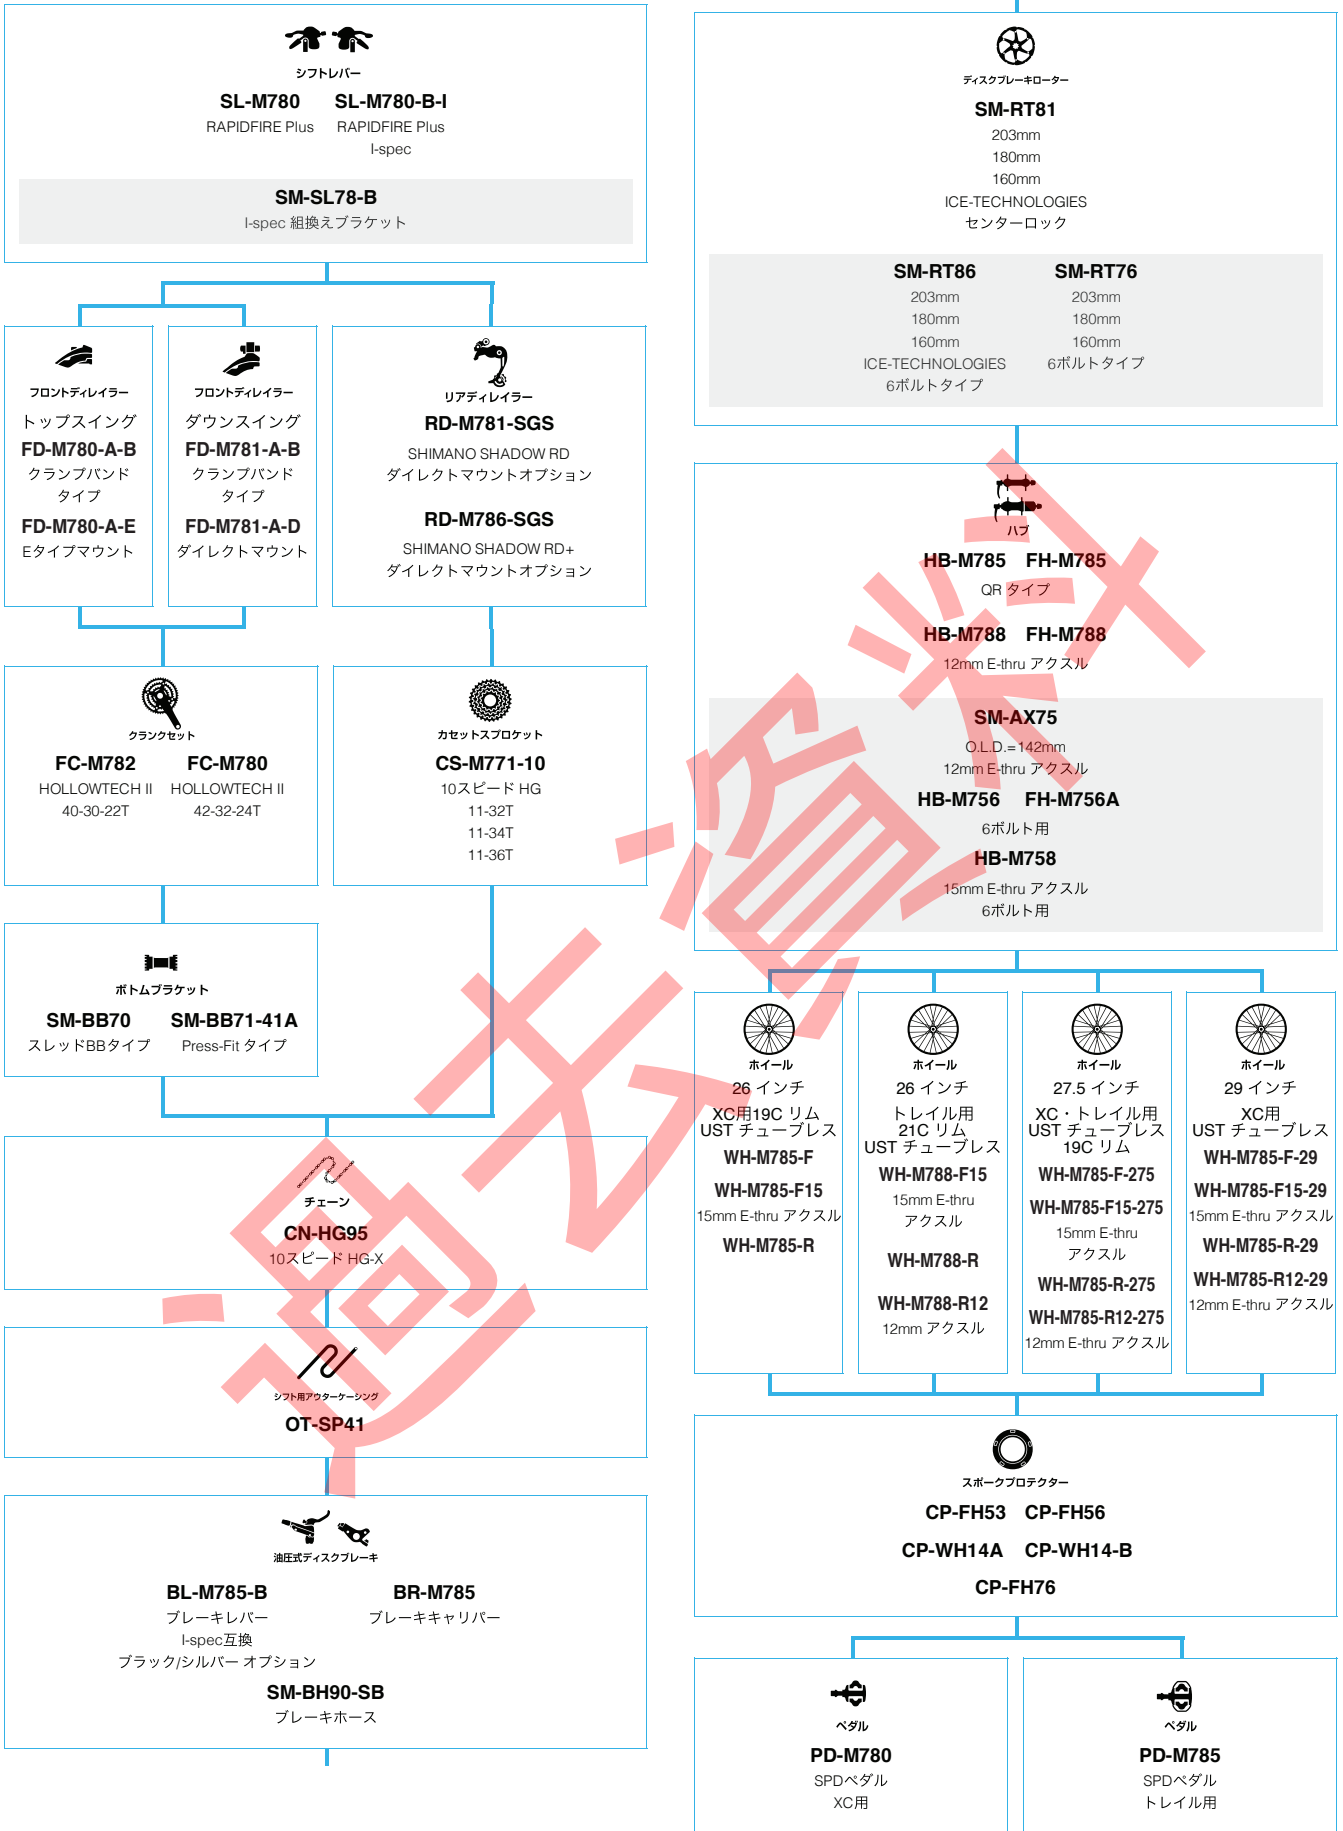 シフトレバー
SL-M780 SL-M780-B-I
RAPIDFIRE Plus RAPIDFIRE Plus
I-spec
SM-SL78-B
I-spec 組換えブラケット
フロントディレイラー
トップスイング
FD-M780-A-B
クランプバンド
タイプ
FD-M780-A-E
Eタイプマウント
フロントディレイラー
ダウンスイング
FD-M781-A-B
クランプバンド
タイプ
FD-M781-A-D
ダイレクトマウント
リアディレイラー
RD-M781-SGS
SHIMANO SHADOW RD
ダイレクトマウントオプション
RD-M786-SGS
SHIMANO SHADOW RD+
ダイレクトマウントオプション
クランクセット
FC-M782 FC-M780
HOLLOWTECH II HOLLOWTECH II
40-30-22T 42-32-24T
カセットスプロケット
CS-M771-10
10スピード HG
11-32T
11-34T
11-36T
ボトムブラケット
SM-BB70 SM-BB71-41A
スレッドBBタイプ Press-Fit タイプ
チェーン
CN-HG95
10スピード HG-X
シフト用アウターケーシング
OT-SP41
油圧式ディスクブレーキ
BL-M785-B BR-M785
ブレーキレバー ブレーキキャリパー
I-spec互換
ブラック/シルバー オプション
SM-BH90-SB
ブレーキホース
ディスクブレーキローター
SM-RT81
203mm
180mm
160mm
ICE-TECHNOLOGIES
センターロック
SM-RT86 SM-RT76
203mm 203mm
180mm 180mm
160mm 160mm
ICE-TECHNOLOGIES 6ボルトタイプ
6ボルトタイプ
ハブ
HB-M785 FH-M785
QR タイプ
HB-M788 FH-M788
12mm E-thru アクスル
SM-AX75
O.L.D.=142mm
12mm E-thru アクスル
HB-M756 FH-M756A
6ボルト用
HB-M758
15mm E-thru アクスル
6ボルト用
ホイール
26 インチ
XC用19C リム
UST チューブレス
WH-M785-F
WH-M785-F15
15mm E-thru アクスル
WH-M785-R
ホイール
26 インチ
トレイル用
21C リム
UST チューブレス
WH-M788-F15
15mm E-thru
アクスル
WH-M788-R
WH-M788-R12
12mm アクスル
ホイール
27.5 インチ
XC・トレイル用
UST チューブレス
19C リム
WH-M785-F-275
WH-M785-F15-275
15mm E-thru
アクスル
WH-M785-R-275
WH-M785-R12-275
12mm E-thru アクスル
ホイール
29 インチ
XC用
UST チューブレス
WH-M785-F-29
WH-M785-F15-29
15mm E-thru アクスル
WH-M785-R-29
WH-M785-R12-29
12mm E-thru アクスル
スポークプロテクター
CP-FH53 CP-FH56
CP-WH14A CP-WH14-B
CP-FH76
ペダル
PD-M780
SPDペダル
XC用
ペダル
PD-M785
SPDペダル
トレイル用
過去資料